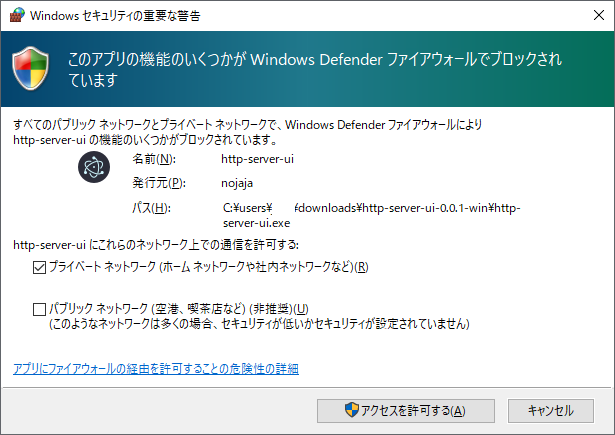 Windows セキュリティの重要な警告
このアプリの機能のいくつかが Windows Defender ファイアウォールでブロックされ
ています
すべてのパブリック ネットワークとプライベート ネットワークで、Windows Defender ファイアウォールにより
http-server-ui の機能のいくつかがブロックされています。
名前(N): http-server-ui
発行元(P): nojaja
パス(H): C:¥users¥ ¥downloads¥http-server-ui-0.0.1-win¥http-
server-ui.exe
http-server-ui にこれらのネットワーク上での通信を許可する:
プライベート ネットワーク (ホーム ネットワークや社内ネットワークなど)(R)
パブリック ネットワーク (空港、喫茶店など) (非推奨)(U)
(このようなネットワークは多くの場合、セキュリティが低いかセキュリティが設定されていません)
アプリにファイアウォールの経由を許可することの危険性の詳細
アクセスを許可する(A) キャンセル